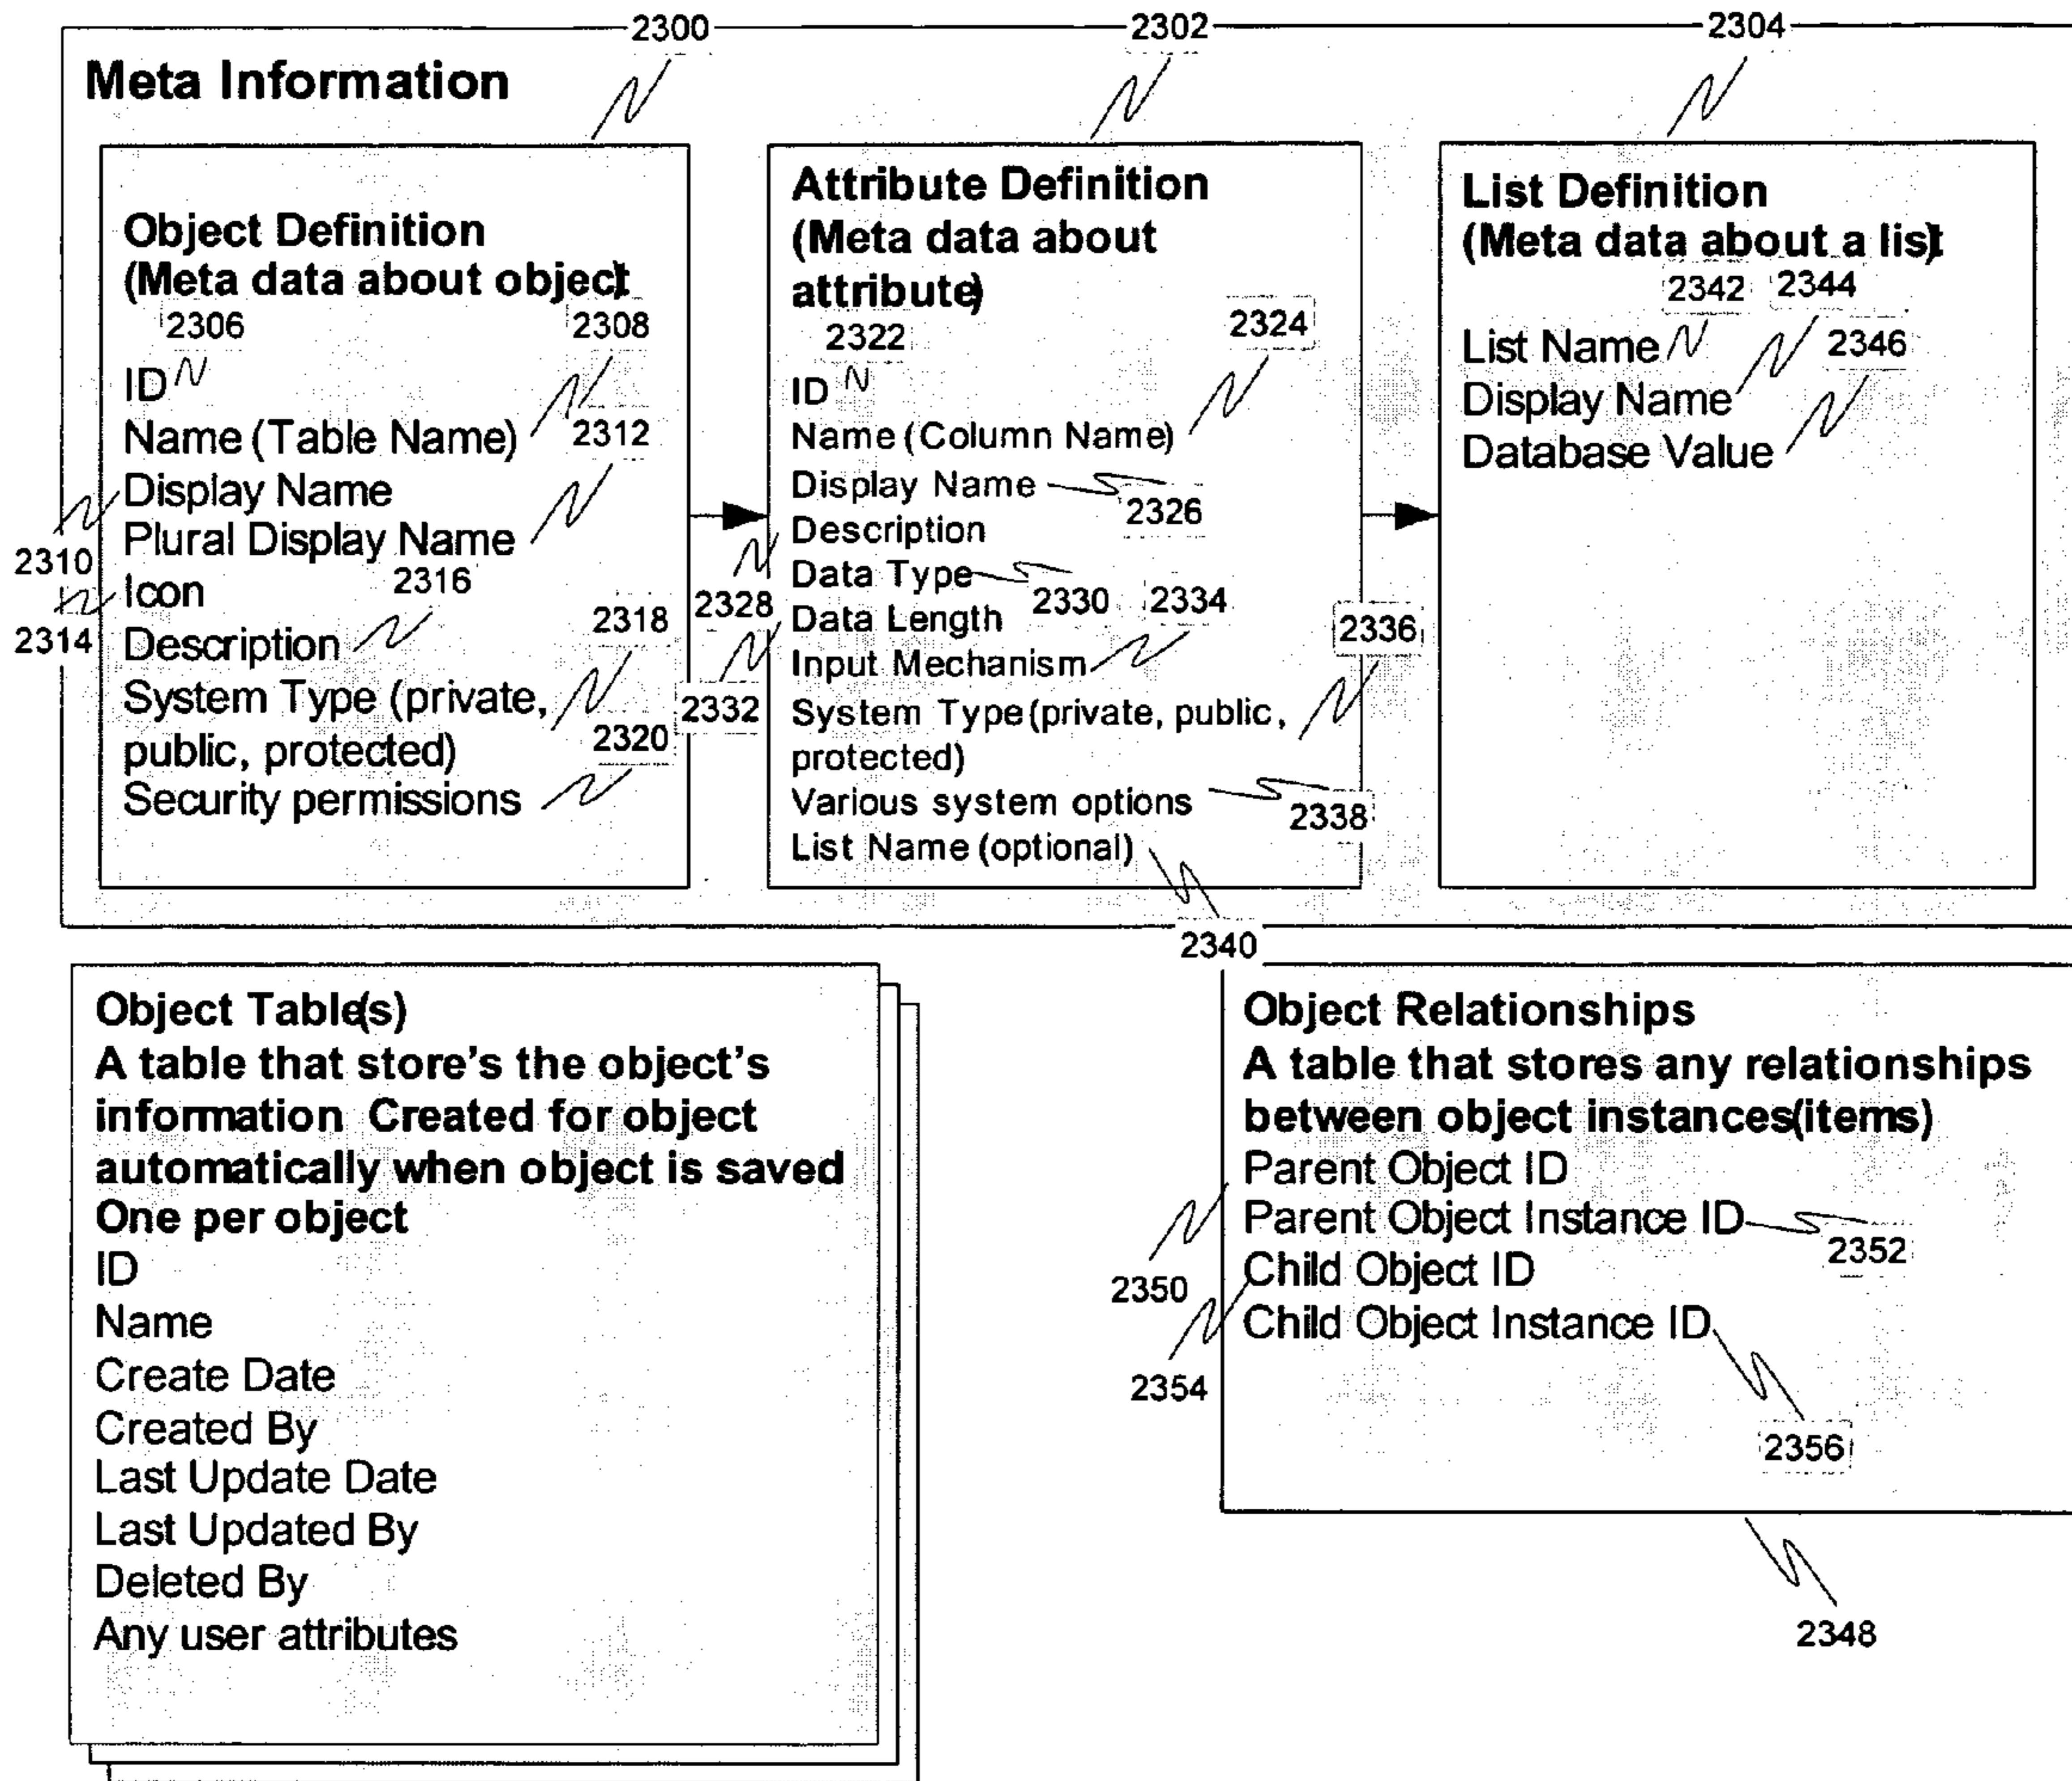 2300
2302
2304
Meta Information
Object Definition
(Meta data about object)
2306
2308
ID
Name (Table Name)
2312
Display Name
Plural Display Name
2310
2316
Icon
2314
2318
Description
System Type (private,
2320
public, protected)
Security permissions
Attribute Definition
(Meta data about
attribute)
2322
2324
ID
Name (Column Name)
Display Name
2326
Description
Data Type
2328
2330
2334
Data Length
2336
Input Mechanism
2332
System Type (private, public,
protected)
Various system options
2338
List Name (optional)
2340
List Definition
(Meta data about a list)
2342
2344
List Name
2346
Display Name
Database Value
Object Table(s)
A table that store's the object's
information Created for object
automatically when object is saved
One per object
ID
Name
Create Date
Created By
Last Update Date
Last Updated By
Deleted By
Any user attributes
Object Relationships
A table that stores any relationships
between object instances(items)
Parent Object ID
Parent Object Instance ID
2352
2350
Child Object ID
Child Object Instance ID
2354
2356
2348